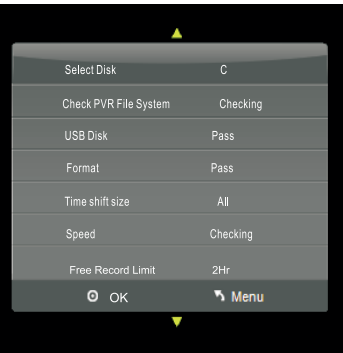 Select Disk C
Check PVR File System Checking
USB Disk Pass
Format Pass
Time shift size All
Speed Checking
Free Record Limit 2Hr
OK Menu